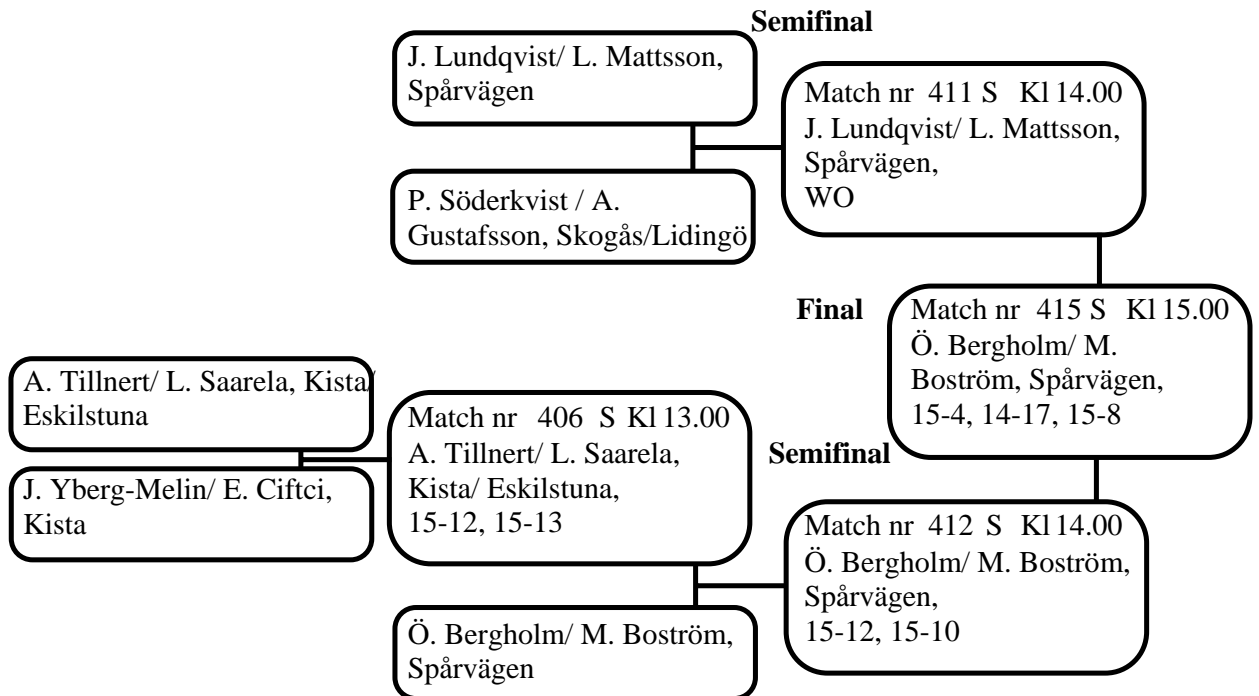 Semifinal
J. Lundqvist/ L. Mattsson,
Spårvägen
Match nr 411 S Kl 14.00
J. Lundqvist/ L. Mattsson,
Spårvägen,
WO
P. Söderkvist / A.
Gustafsson, Skogås/Lidingö
Final
Match nr 415 S Kl 15.00
Ö. Bergholm/ M.
Boström, Spårvägen,
15-4, 14-17, 15-8
A. Tillnert/ L. Saarela, Kista/
Eskilstuna
Match nr 406 S Kl 13.00
A. Tillnert/ L. Saarela,
Kista/ Eskilstuna,
15-12, 15-13
Semifinal
J. Yberg-Melin/ E. Ciftci,
Kista
Match nr 412 S Kl 14.00
Ö. Bergholm/ M. Boström,
Spårvägen,
15-12, 15-10
Ö. Bergholm/ M. Boström,
Spårvägen